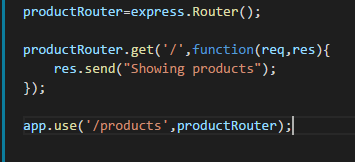 productRouter=express.Router();
productRouter.get('/',function(req,res){
res.send("Showing products");
});
app.use('/products',productRouter);